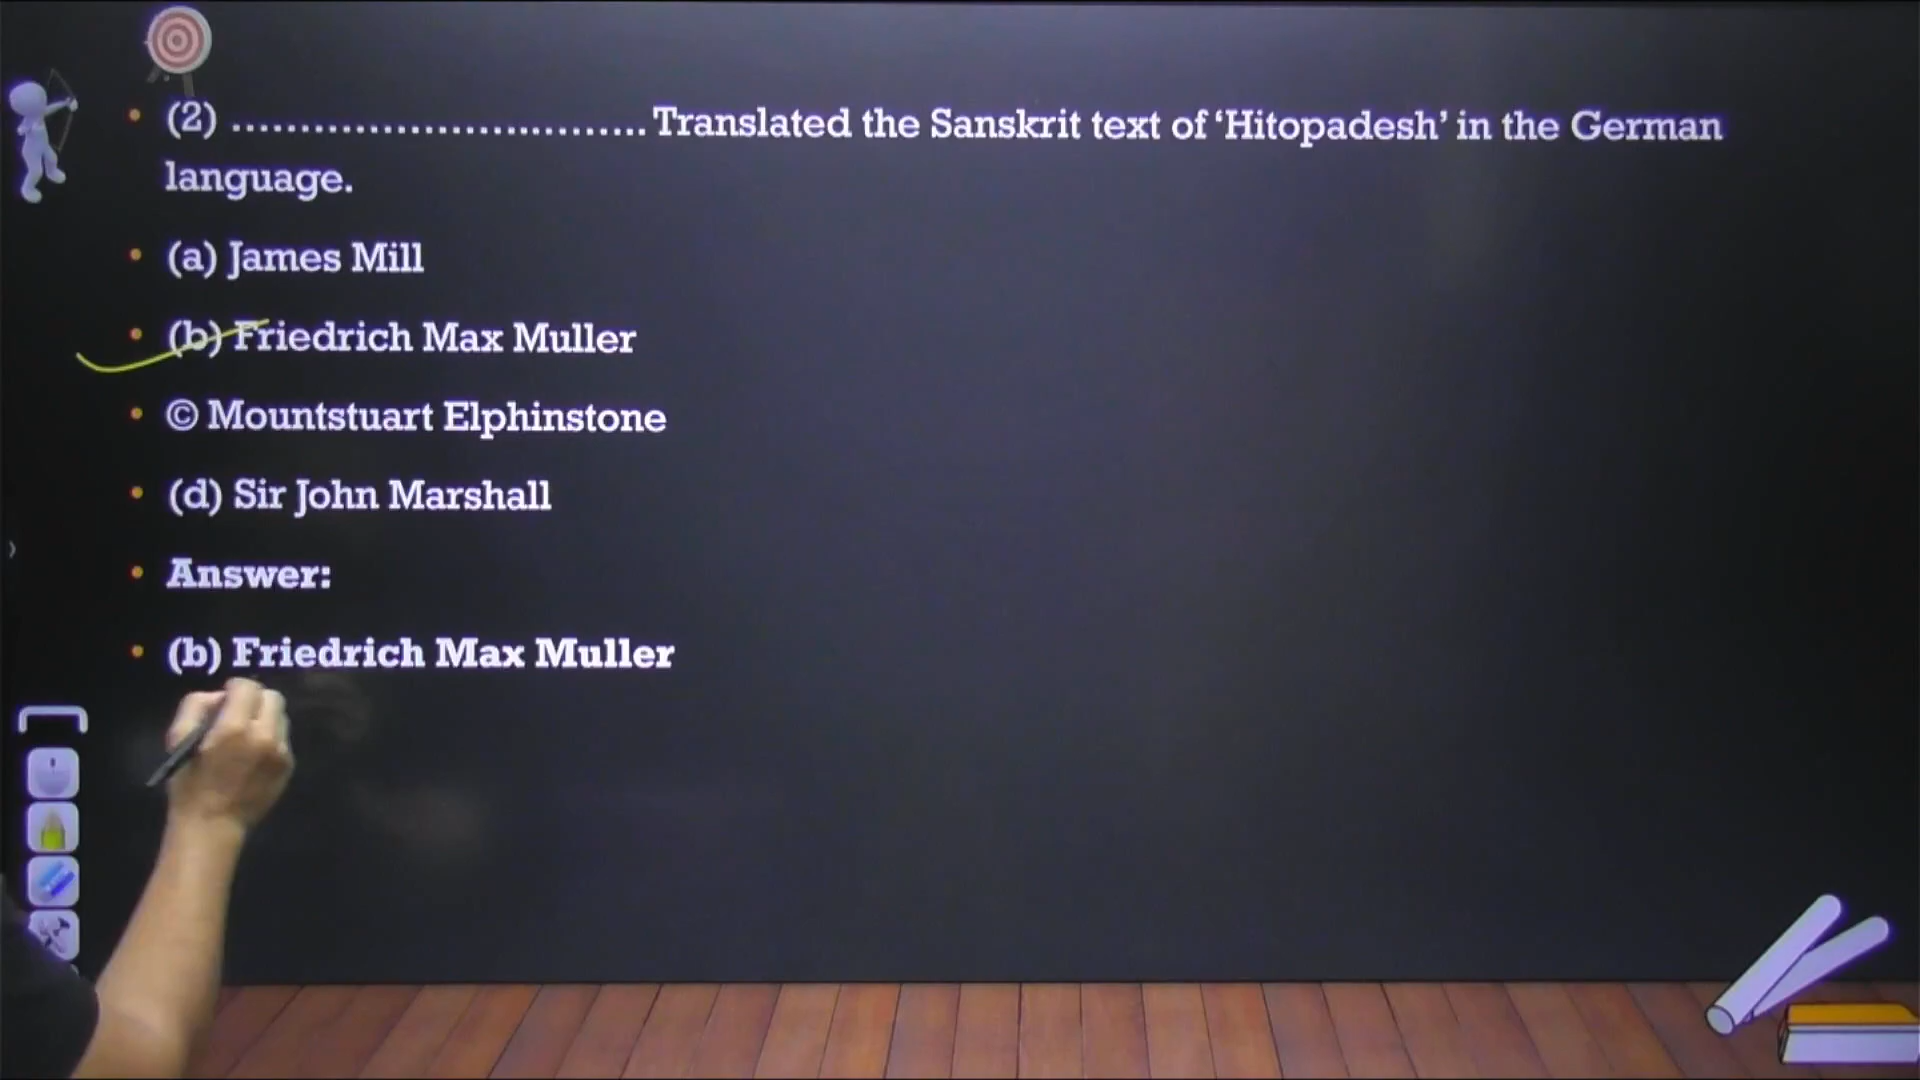 • (2) .............................. Translated the Sanskrit text of ‘Hitopadesh’ in the German
language.
• (a) James Mill
• (b) Friedrich Max Muller
• © Mountstuart Elphinstone
• (d) Sir John Marshall
• Answer:
• (b) Friedrich Max Muller